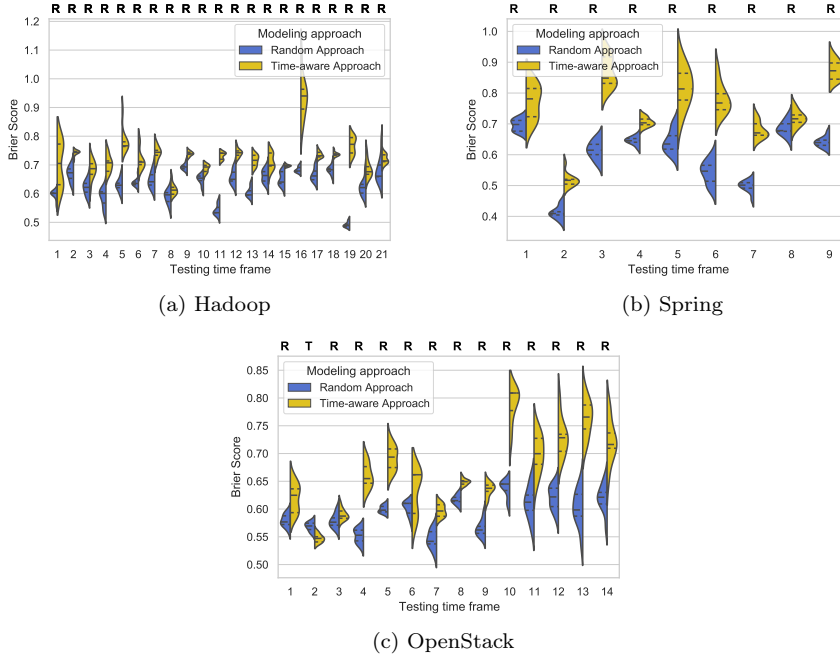 R R R R R R R R R R R R R R R R R R R R R
1.2
1.1
1.0
0.9
0.8
0.7
0.6
0.5
Brier Score
Modeling approach
Random Approach
Time-aware Approach
1 2 3 4 5 6 7 8 9 10 11 12 13 14 15 16 17 18 19 20 21
Testing time frame
(a) Hadoop
R R R R R R R R R
1.0
0.9
0.8
0.7
0.6
0.5
0.4
Brier Score
Modeling approach
Random Approach
Time-aware Approach
1 2 3 4 5 6 7 8 9
Testing time frame
(b) Spring
R T R R R R R R R R R R R R
0.85
0.80
0.75
0.70
0.65
0.60
0.55
0.50
Brier Score
Modeling approach
Random Approach
Time-aware Approach
1 2 3 4 5 6 7 8 9 10 11 12 13 14
Testing time frame
(c) OpenStack